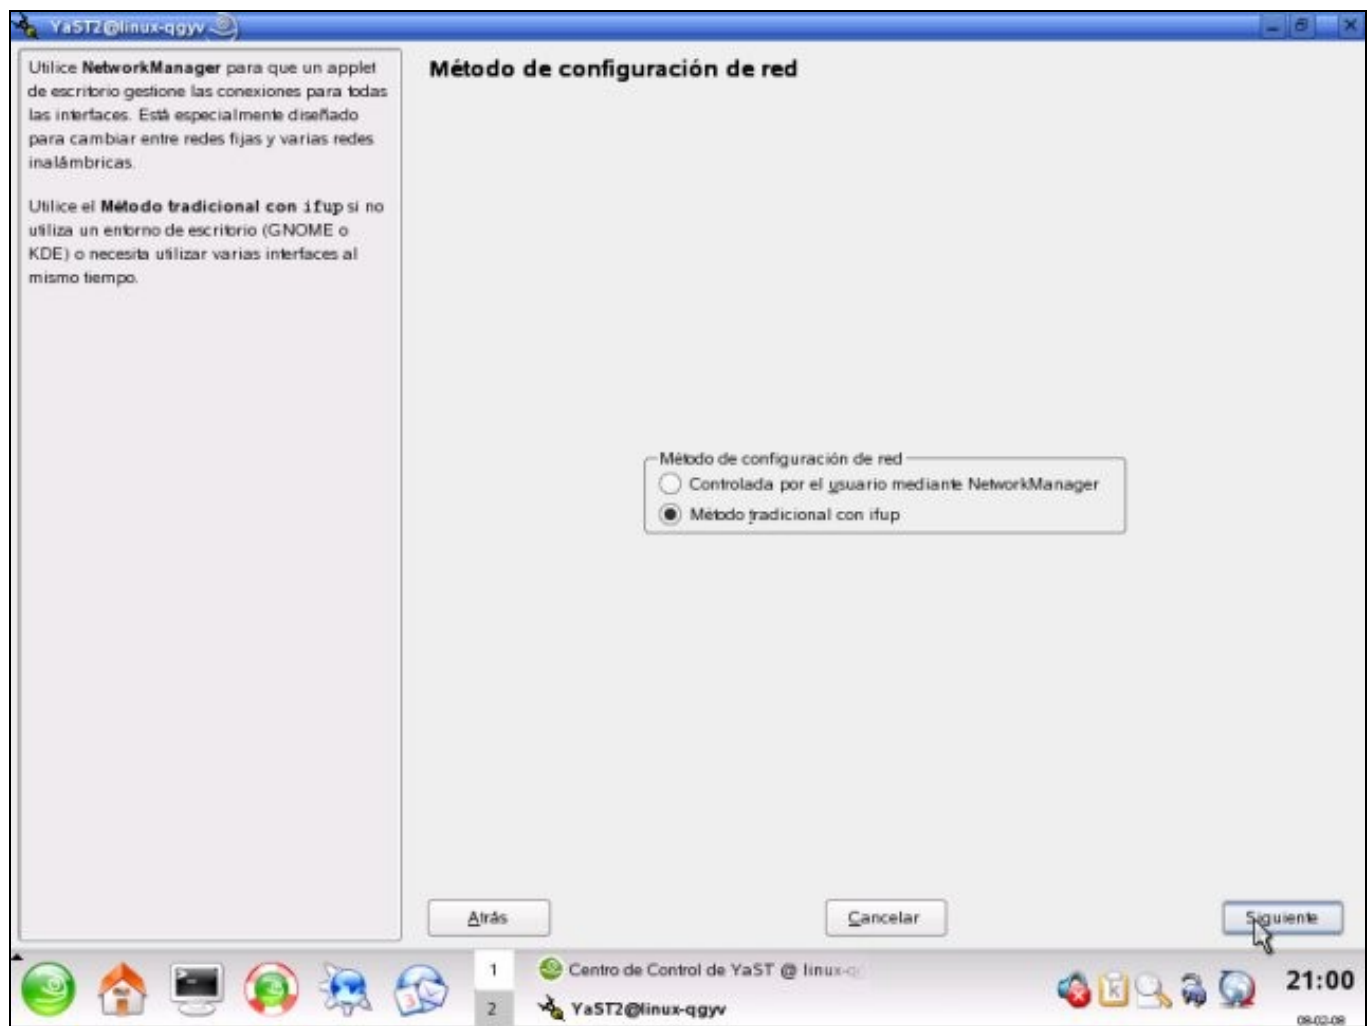 YaST2@linux-qgyv
Utilice NetworkManager para que un applet
de escritorio gestione las conexiones para todas
las interfaces. Está especialmente diseñado
para cambiar entre redes fijas y varias redes
inalámbricas.
Utilice el Método tradicional con ifup si no
utiliza un entorno de escritorio (GNOME o
KDE) o necesita utilizar varias interfaces al
mismo tiempo.
Método de configuración de red
Método de configuración de red
Controlada por el usuario mediante NetworkManager
Método tradicional con ifup
Atrás
Cancelar
Siguiente
1
2
Centro de Control de YaST @ linux-q
YaST2@linux-qgyv
21:00
08-02-08